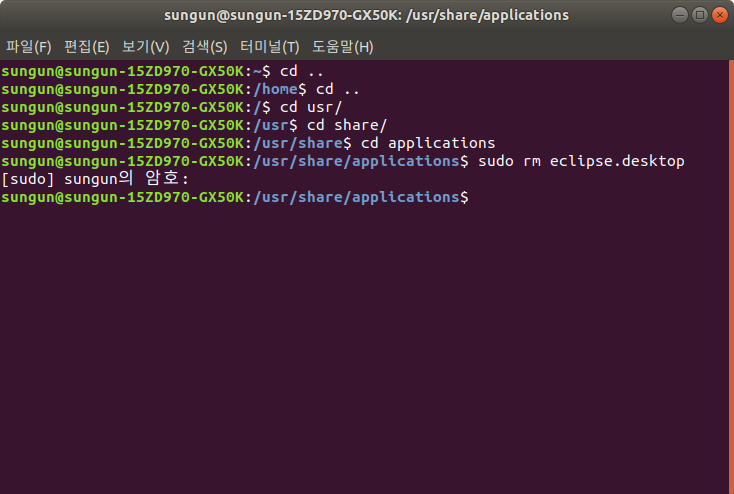 sungun@sungun-15ZD970-GX50K: /usr/share/applications
파일(F) 편집(E) 보기(V) 검색(S) 터미널(T) 도움말(H)
sungun@sungun-15ZD970-GX50K:~$ cd ..
sungun@sungun-15ZD970-GX50K:/home$ cd ..
sungun@sungun-15ZD970-GX50K:/$ cd usr/
sungun@sungun-15ZD970-GX50K:/usr$ cd share/
sungun@sungun-15ZD970-GX50K:/usr/share$ cd applications
sungun@sungun-15ZD970-GX50K:/usr/share/applications$ sudo rm eclipse.desktop
[sudo] sungun의 암호:
sungun@sungun-15ZD970-GX50K:/usr/share/applications$